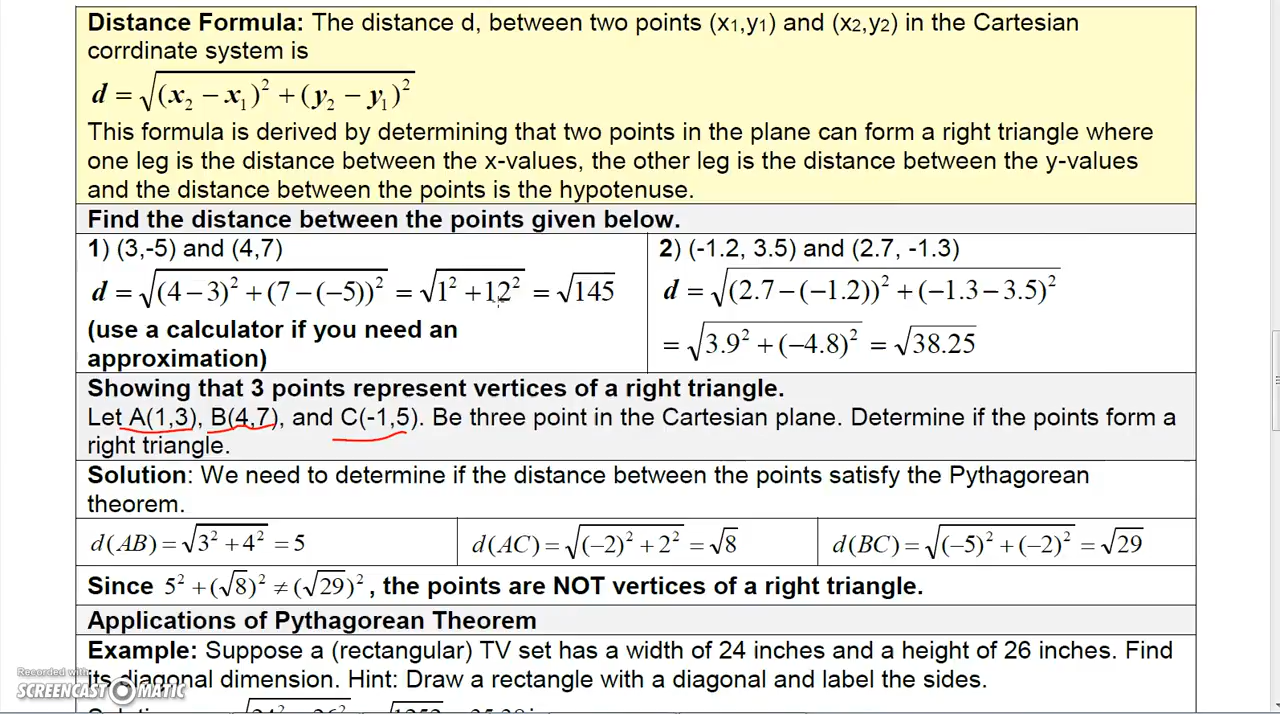 Distance Formula: The distance d, between two points (x1,y1) and (x2,y2) in the Cartesian
corrdinate system is
d = √((x₂ − x₁)² + (y₂ − y₁)²)
This formula is derived by determining that two points in the plane can form a right triangle where
one leg is the distance between the x-values, the other leg is the distance between the y-values
and the distance between the points is the hypotenuse.
Find the distance between the points given below.
1) (3,-5) and (4,7)
d = √((4 − 3)² + (7 − (−5))²) = √(1² + 12²) = √145
(use a calculator if you need an
approximation)
2) (-1.2, 3.5) and (2.7, -1.3)
d = √((2.7 − (−1.2))² + (−1.3 − 3.5)²)
= √(3.9² + (−4.8)²) = √38.25
Showing that 3 points represent vertices of a right triangle.
Let A(1,3), B(4,7), and C(-1,5). Be three point in the Cartesian plane. Determine if the points form a
right triangle.
Solution: We need to determine if the distance between the points satisfy the Pythagorean
theorem.
d(AB) = √(3² + 4²) = 5
d(AC) = √((−2)² + 2²) = √8
d(BC) = √((−5)² + (−2)²) = √29
Since 5² + (√8)² ≠ (√29)², the points are NOT vertices of a right triangle.
Applications of Pythagorean Theorem
Example: Suppose a (rectangular) TV set has a width of 24 inches and a height of 26 inches. Find
its diagonal dimension. Hint: Draw a rectangle with a diagonal and label the sides.
Recorded with
SCREENCAST-O-MATIC